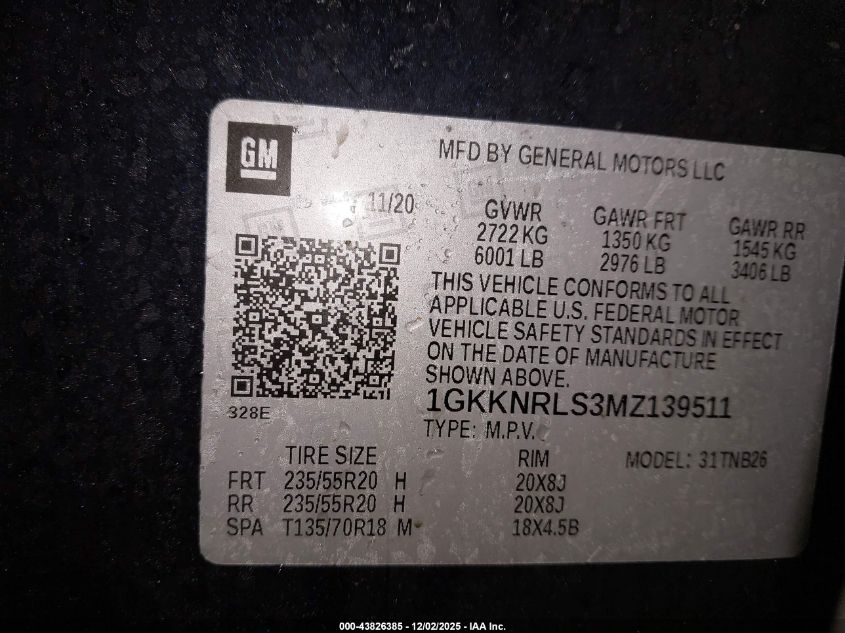 GM
MFD BY GENERAL MOTORS LLC
11/20
GVWR GAWR FRT GAWR RR
2722 KG 1350 KG 1545 KG
6001 LB 2976 LB 3406 LB
THIS VEHICLE CONFORMS TO ALL
APPLICABLE U.S. FEDERAL MOTOR
VEHICLE SAFETY STANDARDS IN EFFECT
ON THE DATE OF MANUFACTURE
SHOWN ABOVE.
1GKKNRLS3MZ139511
328E
TYPE: M.P.V.
TIRE SIZE RIM MODEL: 31TNB26
FRT 235/55R20 H 20X8J
RR 235/55R20 H 20X8J
SPA T135/70R18 M 18X4.5B
000-43826385 - 12/02/2025 - IAA Inc.